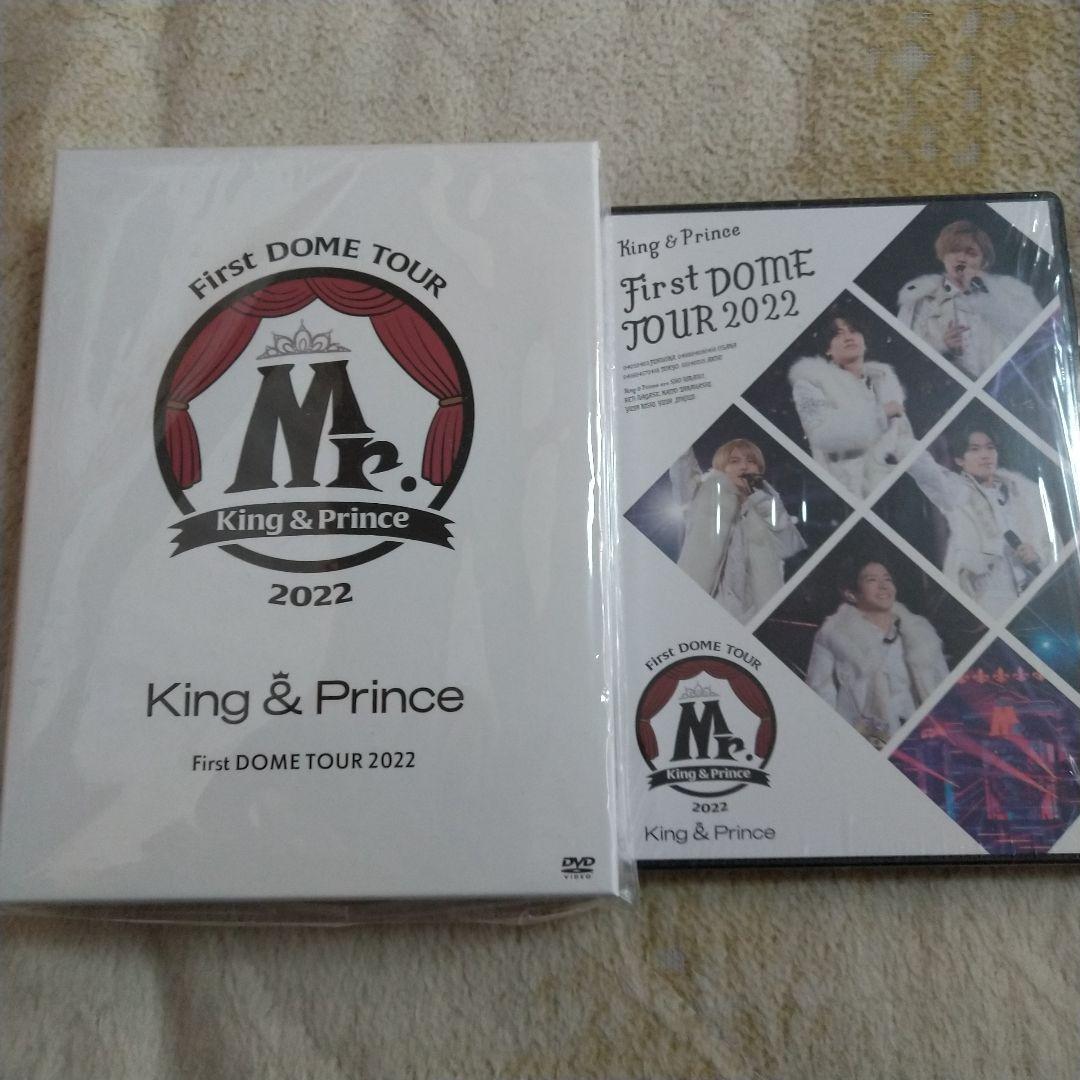 First DOME TOUR
Mr.
King & Prince
2022
King & Prince
First DOME TOUR 2022
DVD
VIDEO
King & Prince
First DOME
TOUR 2022
First DOME TOUR
Mr.
King & Prince
2022
King & Prince